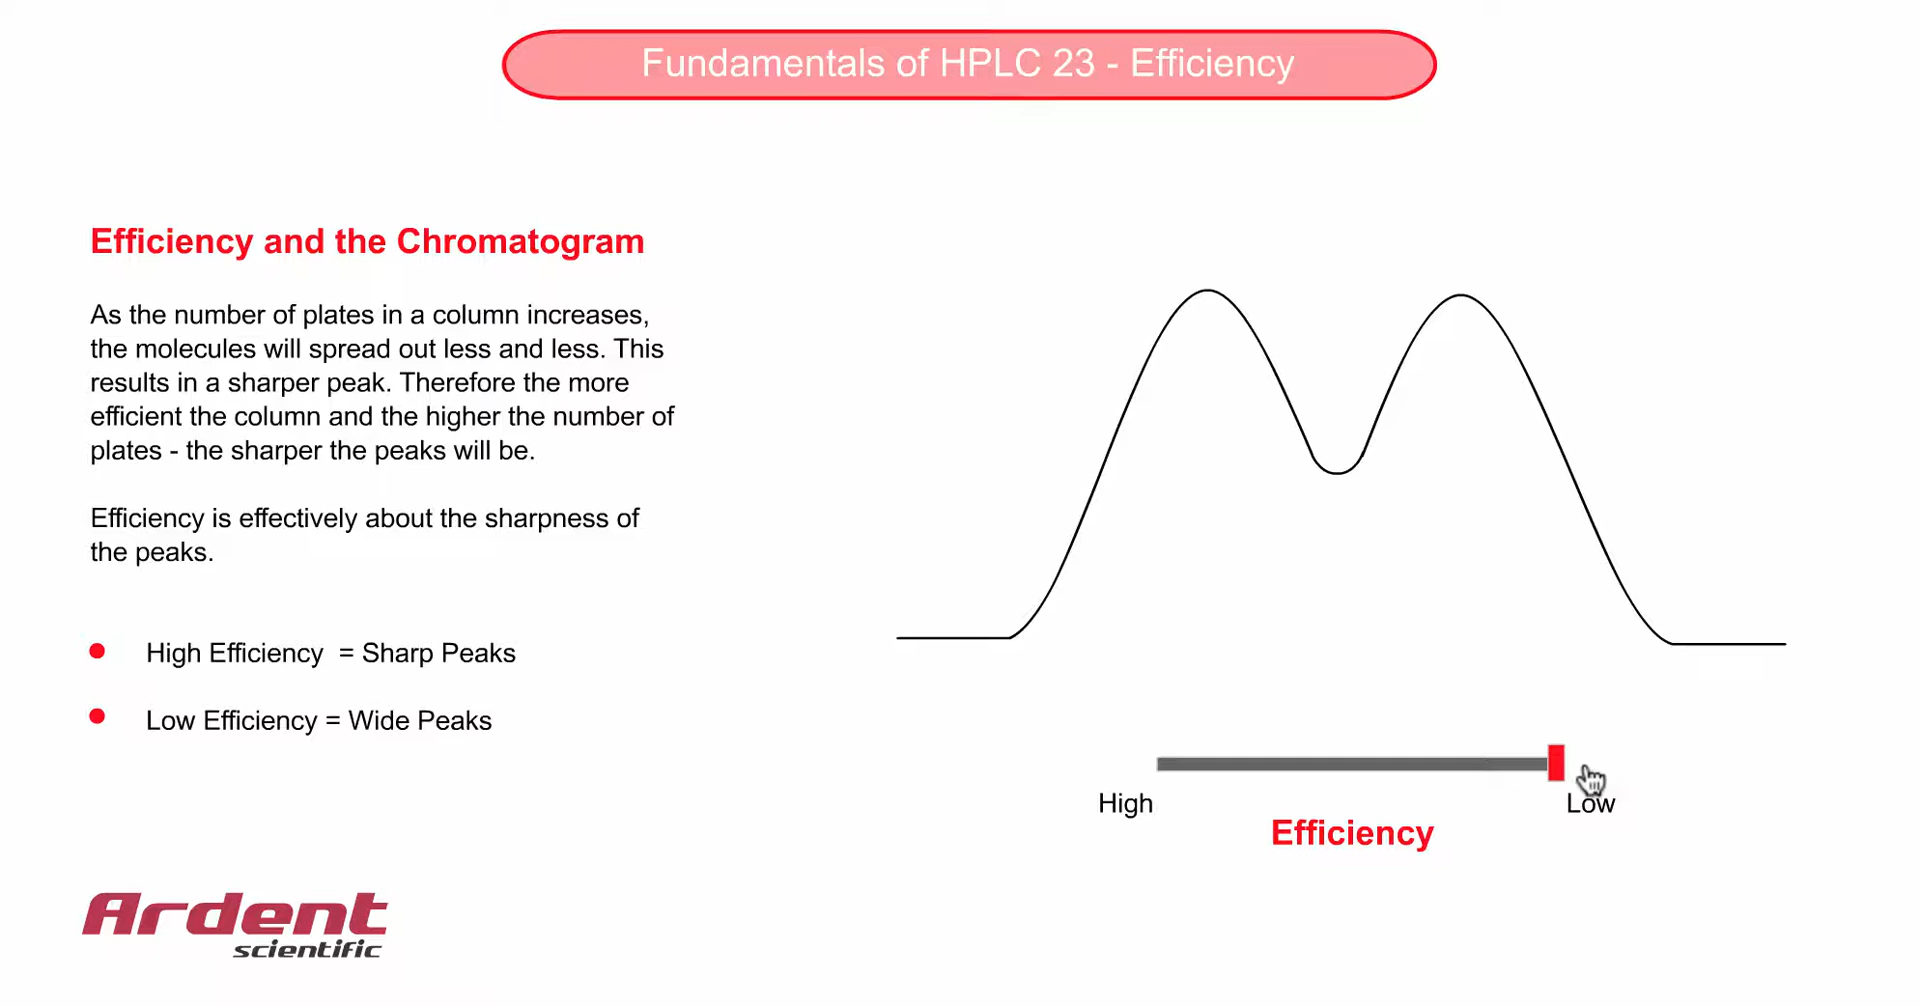 Fundamentals of HPLC 23 - Efficiency
Efficiency and the Chromatogram
As the number of plates in a column increases,
the molecules will spread out less and less. This
results in a sharper peak. Therefore the more
efficient the column and the higher the number of
plates - the sharper the peaks will be.
Efficiency is effectively about the sharpness of
the peaks.
High Efficiency = Sharp Peaks
Low Efficiency = Wide Peaks
High
Low
Efficiency
Ardent
scientific